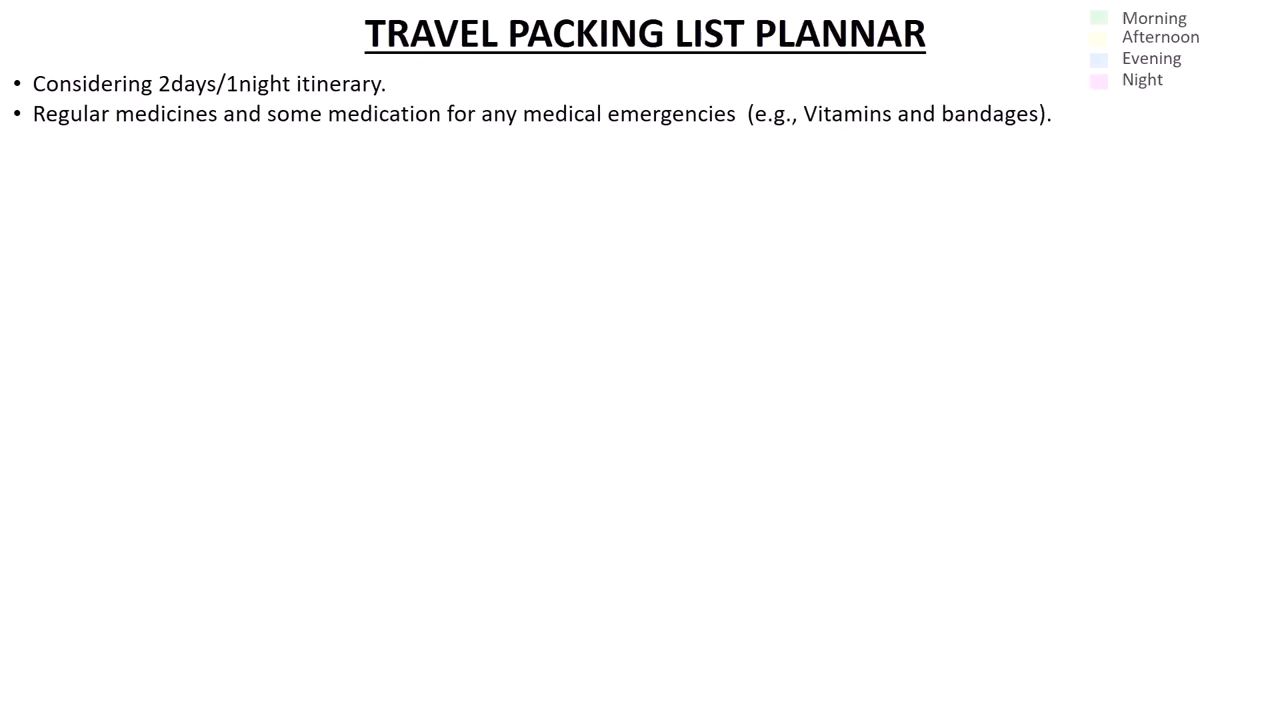 TRAVEL PACKING LIST PLANNAR
Morning
Afternoon
Evening
Night
• Considering 2days/1night itinerary.
• Regular medicines and some medication for any medical emergencies  (e.g., Vitamins and bandages).